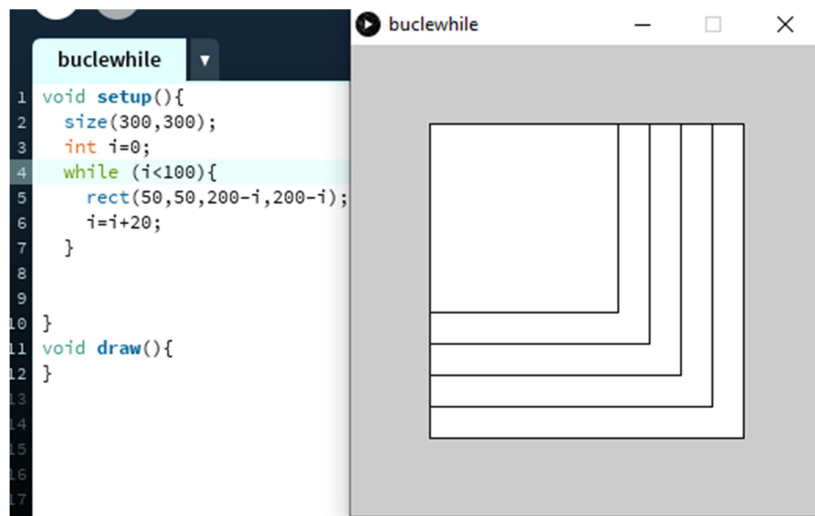 buclewhile ▼
1 void setup(){
2 size(300,300);
3 int i=0;
4 while (i<100){
5 rect(50,50,200-i,200-i);
6 i=i+20;
7 }
8
9
10 }
11 void draw(){
12 }
13
14
15
16
17
buclewhile